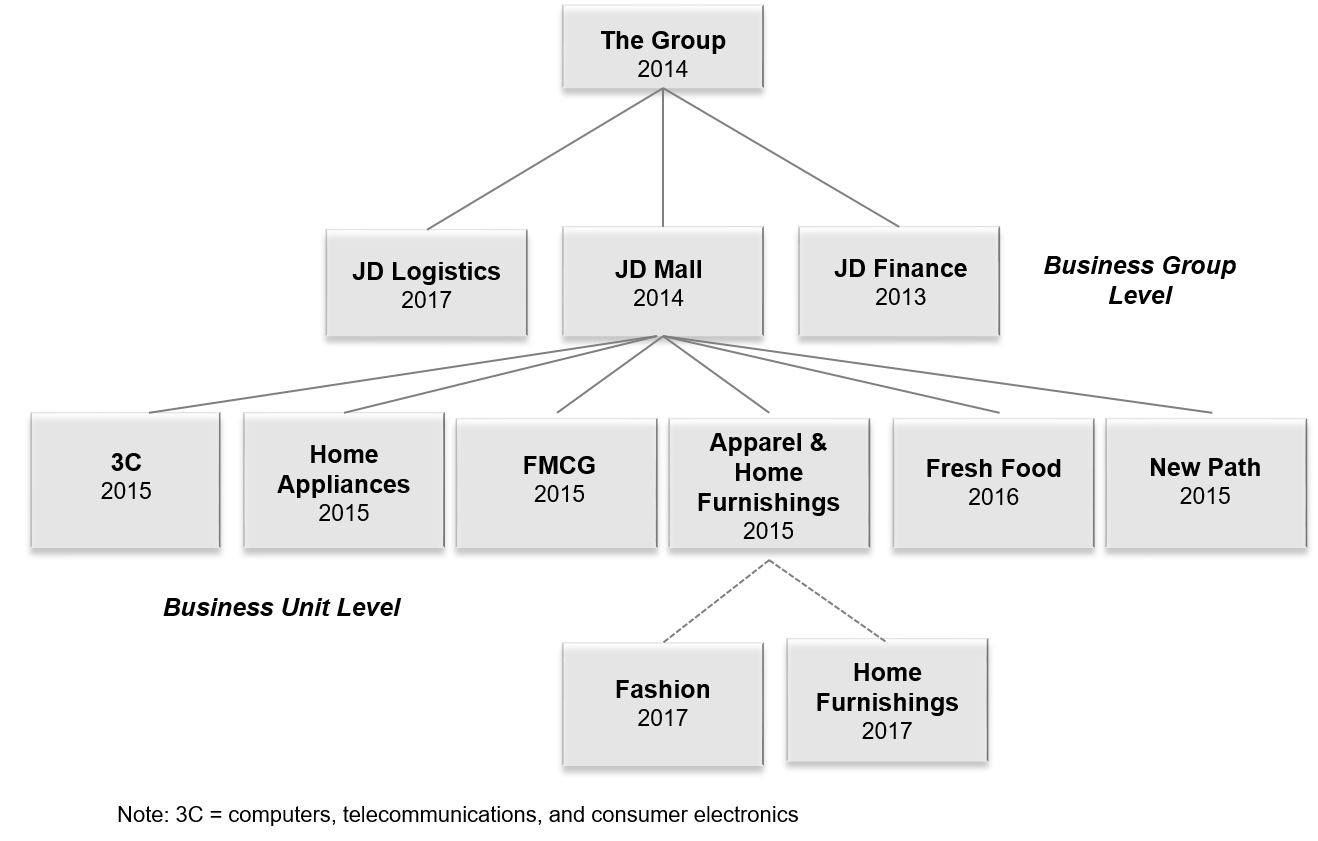 The Group
2014
JD Logistics
2017
JD Mall
2014
JD Finance
2013
Business Group
Level
3C
2015
Home
Appliances
2015
FMCG
2015
Apparel &
Home
Furnishings
2015
Fresh Food
2016
New Path
2015
Business Unit Level
Fashion
2017
Home
Furnishings
2017
Note: 3C = computers, telecommunications, and consumer electronics